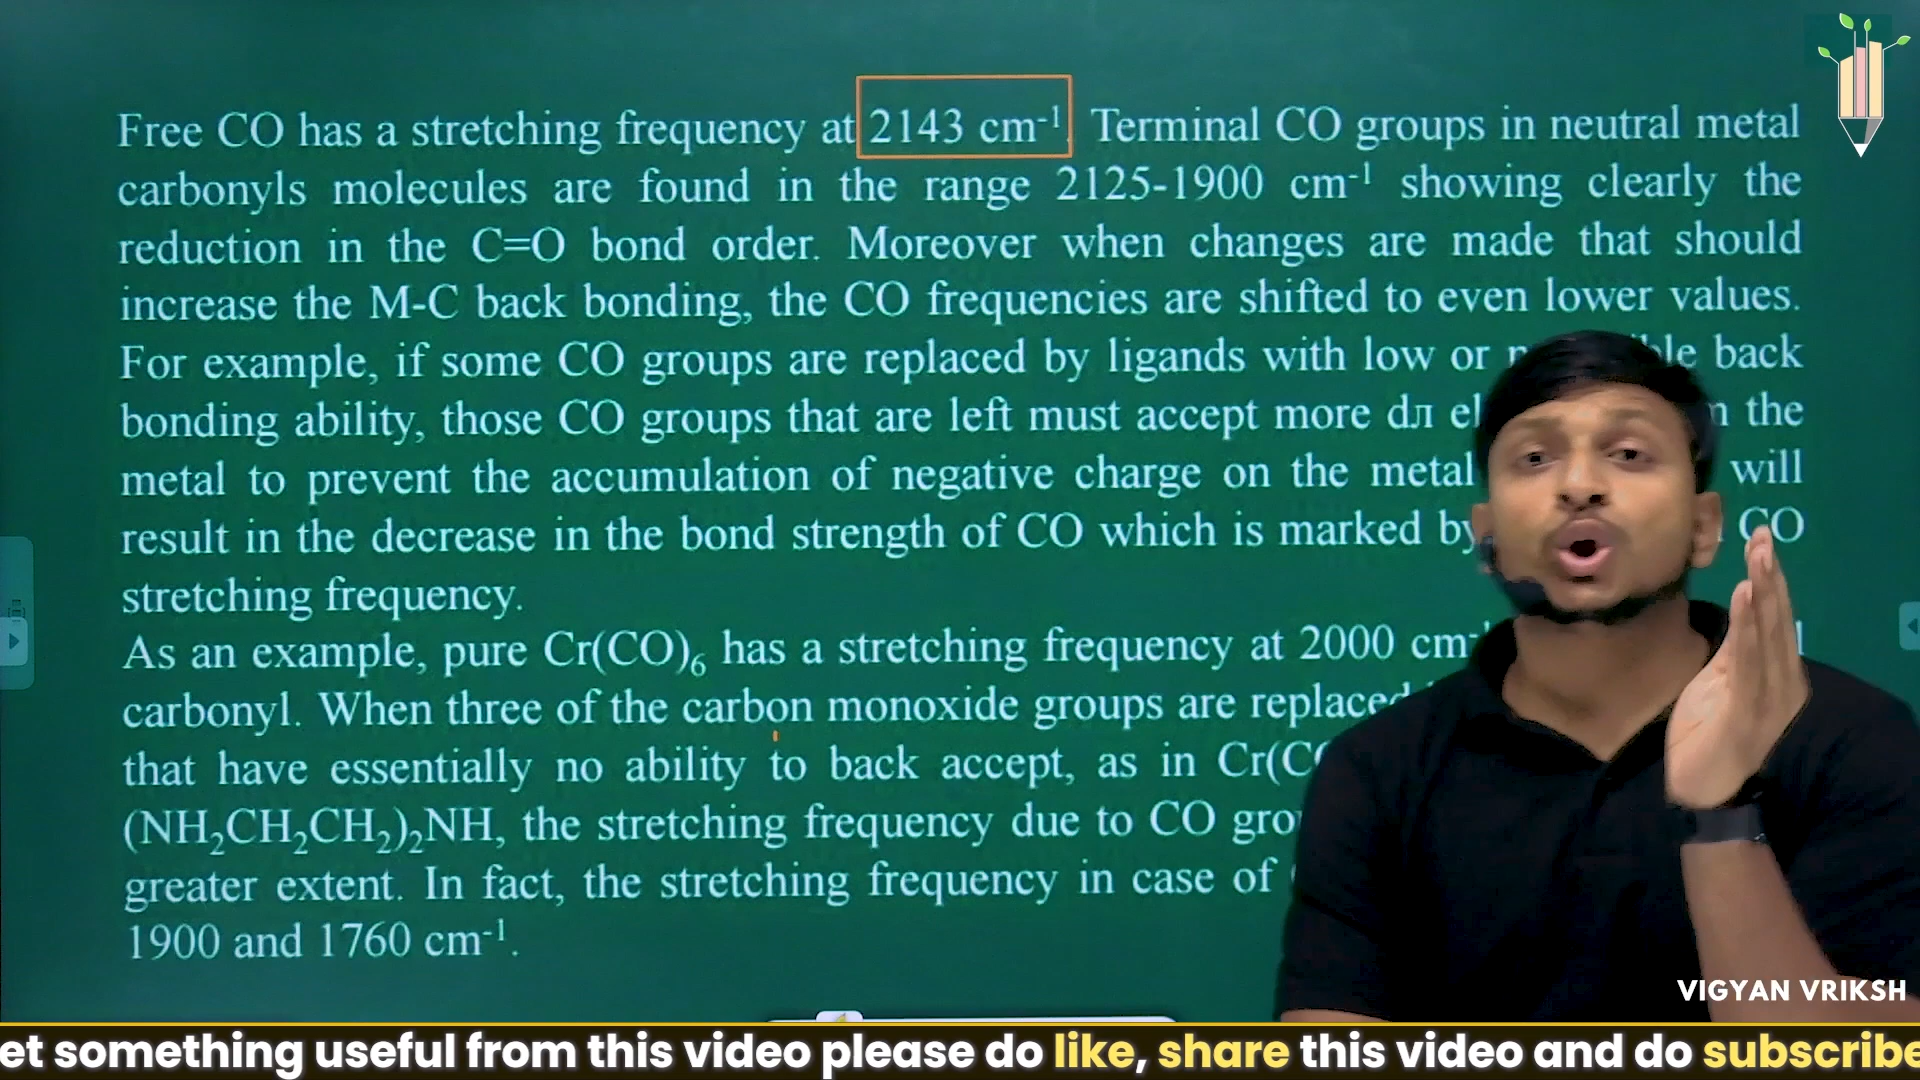 Free CO has a stretching frequency at 2143 cm⁻¹. Terminal CO groups in neutral metal
carbonyls molecules are found in the range 2125-1900 cm⁻¹ showing clearly the
reduction in the C=O bond order. Moreover when changes are made that should
increase the M-C back bonding, the CO frequencies are shifted to even lower values.
For example, if some CO groups are replaced by ligands with low or back
bonding ability, those CO groups that are left must accept more dπ the
metal to prevent the accumulation of negative charge on the metal will
result in the decrease in the bond strength of CO which is marked by CO
stretching frequency.
As an example, pure Cr(CO)₆ has a stretching frequency at 2000 cm⁻¹
carbonyl. When three of the carbon monoxide groups are replaced
that have essentially no ability to back accept, as in
(NH₂CH₂CH₂)₂NH, the stretching frequency due to CO
greater extent. In fact, the stretching frequency in case of
1900 and 1760 cm⁻¹.
VIGYAN VRIKSH
et something useful from this video please do like, share this video and do subscribe